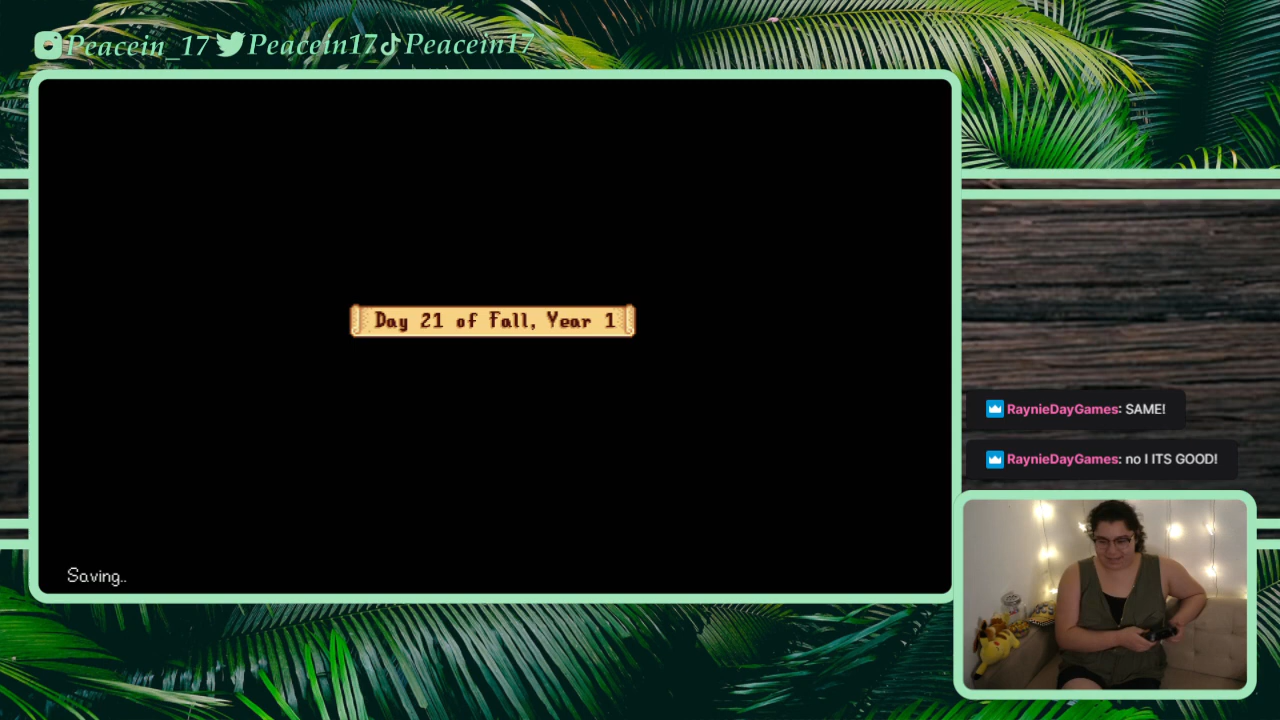 Peacein_17 Peacein17 Peacein17
Day 21 of Fall, Year 1
RaynieDayGames: SAME!
RaynieDayGames: no I ITS GOOD!
Saving..